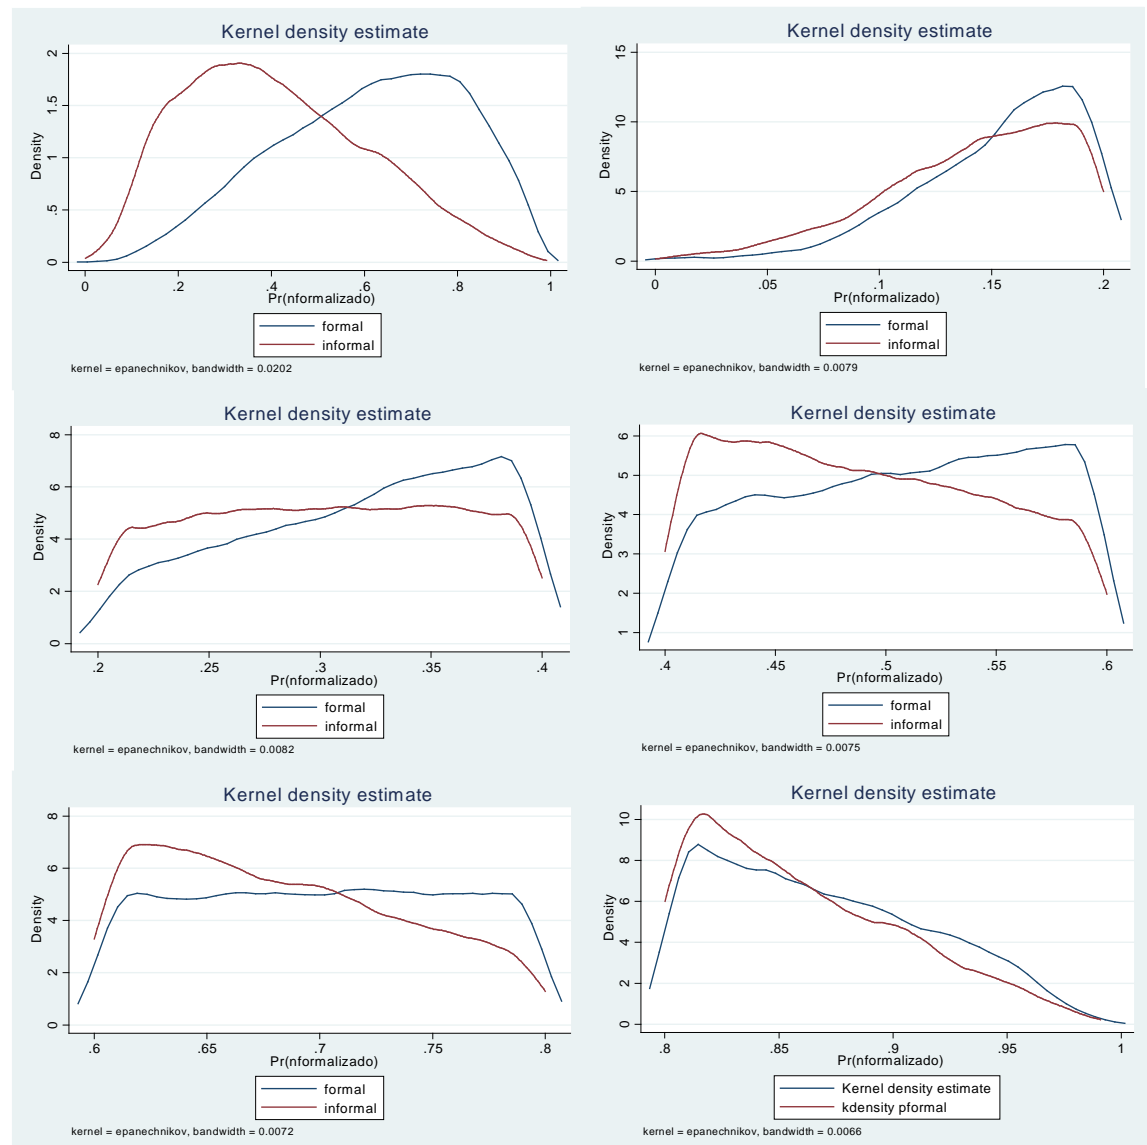 Kernel density estimate
Density
0
.5
1
1.5
2
0
.2
.4
.6
.8
1
Pr(nformalizado)
formal
informal
kernel = epanechnikov, bandwidth = 0.0202
Kernel density estimate
Density
0
5
10
15
0
.05
.1
.15
.2
Pr(nformalizado)
formal
informal
kernel = epanechnikov, bandwidth = 0.0079
Kernel density estimate
Density
0
2
4
6
8
.2
.25
.3
.35
.4
Pr(nformalizado)
formal
informal
kernel = epanechnikov, bandwidth = 0.0082
Kernel density estimate
Density
1
2
3
4
5
6
.4
.45
.5
.55
.6
Pr(nformalizado)
formal
informal
kernel = epanechnikov, bandwidth = 0.0075
Kernel density estimate
Density
0
2
4
6
8
.6
.65
.7
.75
.8
Pr(nformalizado)
formal
informal
kernel = epanechnikov, bandwidth = 0.0072
Kernel density estimate
Density
0
2
4
6
8
10
.8
.85
.9
.95
1
Pr(nformalizado)
Kernel density estimate
kdensity pformal
kernel = epanechnikov, bandwidth = 0.0066